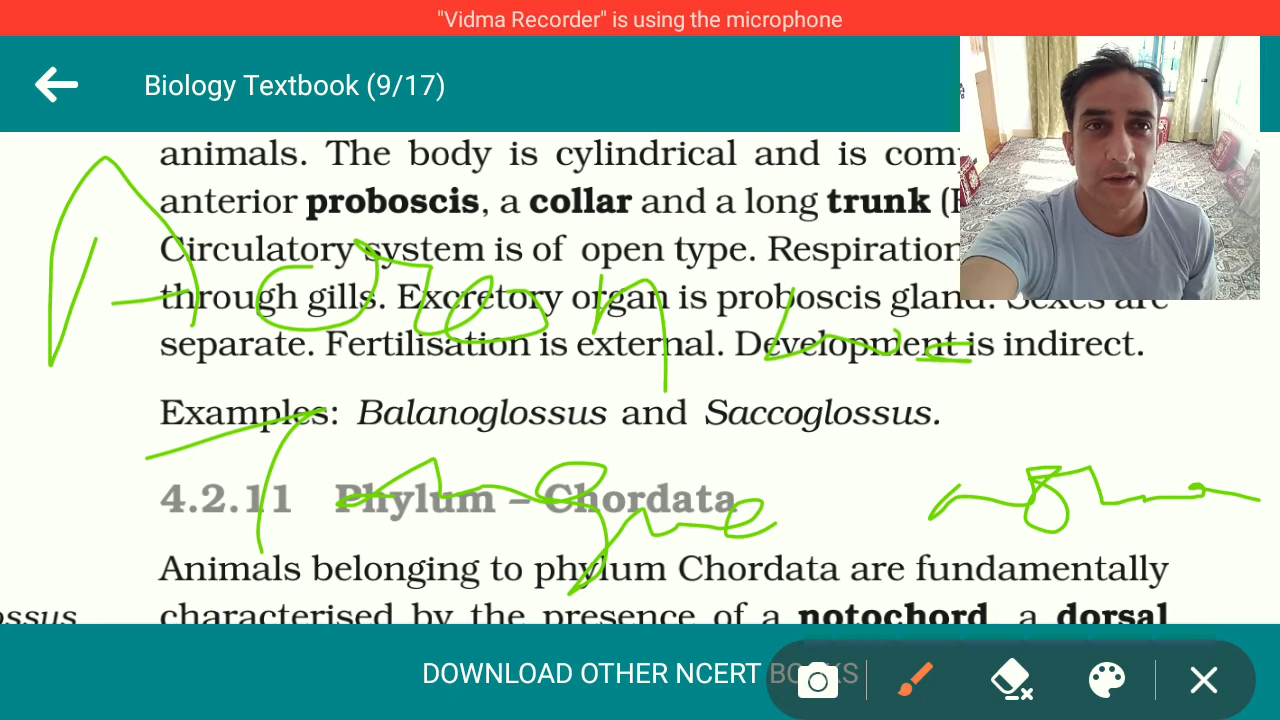 "Vidma Recorder" is using the microphone
Biology Textbook (9/17)
animals. The body is cylindrical and is com
anterior proboscis, a collar and a long trunk (
Circulatory system is of open type. Respiration
through gills. Excretory organ is proboscis gland. Sexes are
separate. Fertilisation is external. Development is indirect.
Examples: Balanoglossus and Saccoglossus.
4.2.11 Phylum – Chordata
Animals belonging to phylum Chordata are fundamentally
ossus characterised by the presence of a notochord, a dorsal
Tongue
DOWNLOAD OTHER NCERT BOOKS